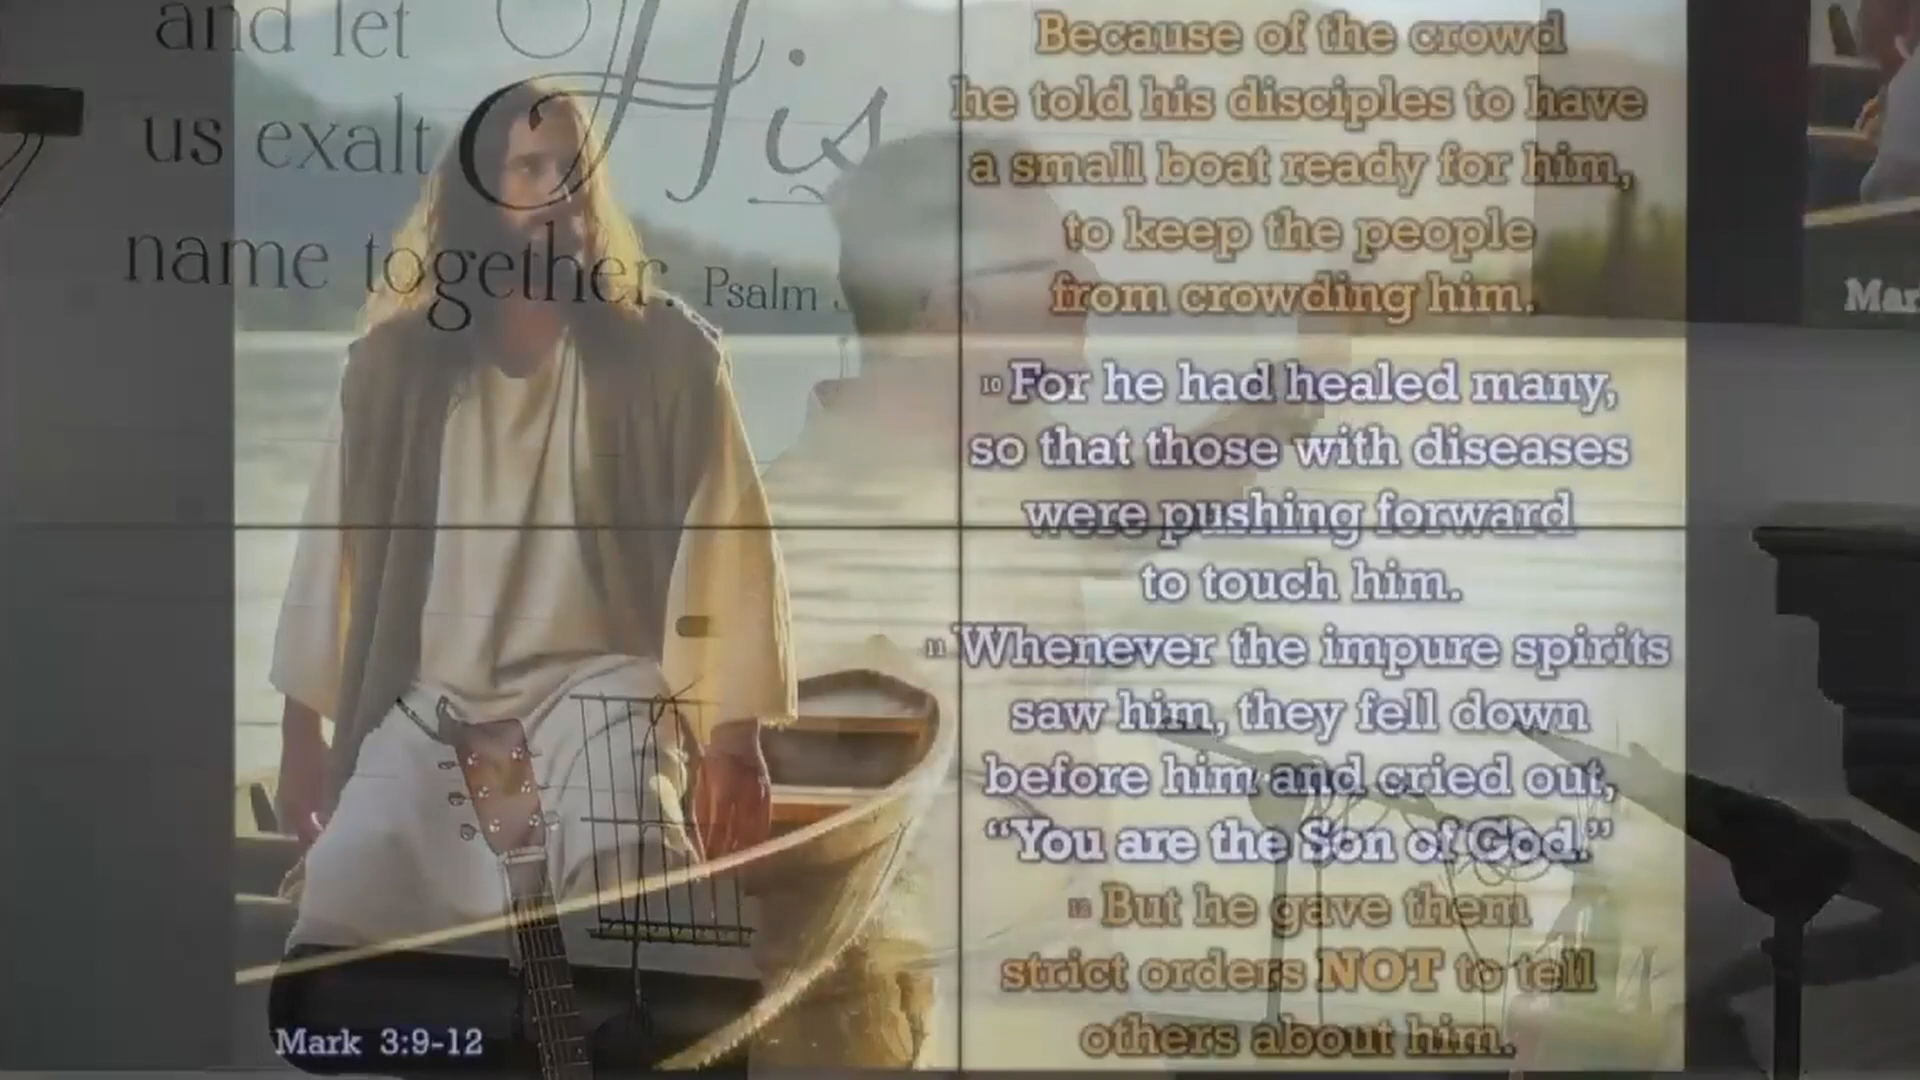 and let
us exalt His
name together. Psalm
Because of the crowd
he told his disciples to have
a small boat ready for him,
to keep the people
from crowding him.
10 For he had healed many,
so that those with diseases
were pushing forward
to touch him.
11 Whenever the impure spirits
saw him, they fell down
before him and cried out,
“You are the Son of God.”
12 But he gave them
strict orders NOT to tell
others about him.
Mark 3:9-12
Mar